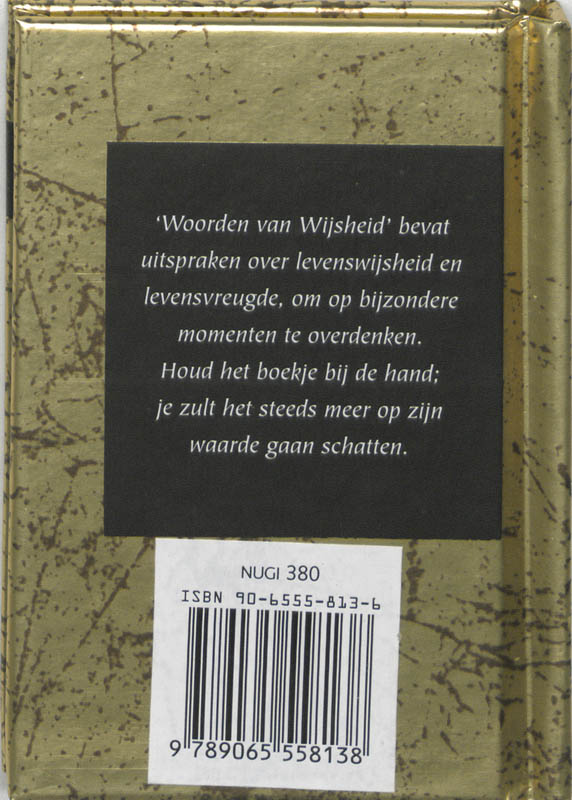 ‘Woorden van Wijsheid’ bevat
uitspraken over levenswijsheid en
levensvreugde, om op bijzondere
momenten te overdenken.
Houd het boekje bij de hand;
je zult het steeds meer op zijn
waarde gaan schatten.
NUGI 380
ISBN 90-6555-813-6
9 789065 558138